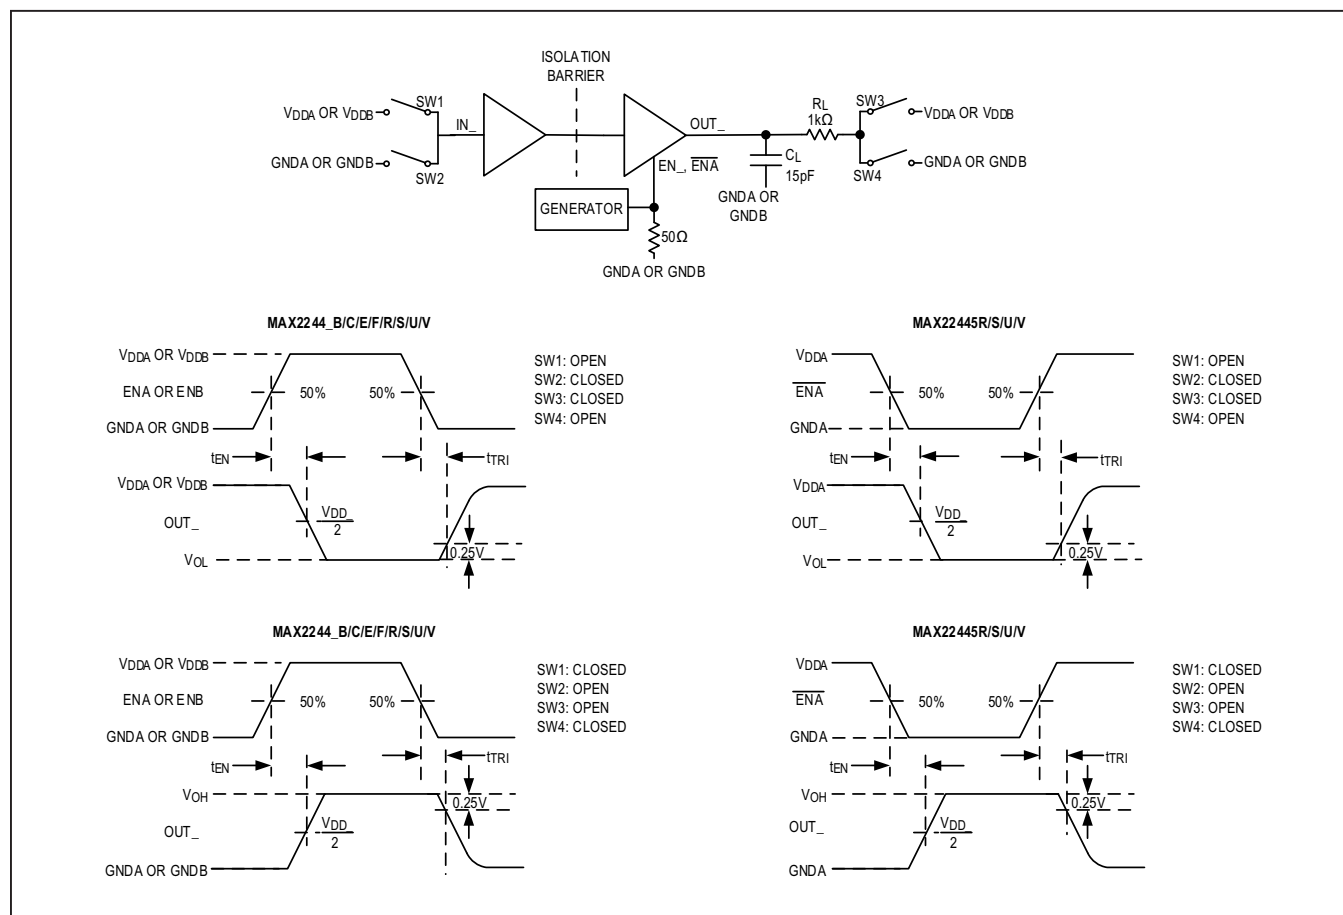 ISOLATION
BARRIER
VDDA OR VDDB
SW1
IN_
OUT_
RL
1kΩ
SW3
VDDA OR VDDB
GNDA OR GNDB
SW2
EN_, E̅N̅A̅
CL
15pF
SW4
GNDA OR GNDB
GENERATOR
50Ω
GNDA OR
GNDB
GNDA OR GNDB
MAX2244_B/C/E/F/R/S/U/V
VDDA OR VDDB
ENA OR ENB
50%
50%
GNDA OR GNDB
SW1: OPEN
SW2: CLOSED
SW3: CLOSED
SW4: OPEN
tEN
tTRI
VDDA OR VDDB
OUT_
VDD_
2
0.25V
VOL
MAX22445R/S/U/V
VDDA
E̅N̅A̅
50%
50%
GNDA
SW1: OPEN
SW2: CLOSED
SW3: CLOSED
SW4: OPEN
tEN
tTRI
VDDA
OUT_
VDD_
2
0.25V
VOL
MAX2244_B/C/E/F/R/S/U/V
VDDA OR VDDB
ENA OR ENB
50%
50%
GNDA OR GNDB
SW1: CLOSED
SW2: OPEN
SW3: OPEN
SW4: CLOSED
tEN
tTRI
VOH
0.25V
OUT_
VDD_
2
GNDA OR GNDB
MAX22445R/S/U/V
VDDA
E̅N̅A̅
50%
50%
GNDA
SW1: CLOSED
SW2: OPEN
SW3: OPEN
SW4: CLOSED
tEN
tTRI
VOH
0.25V
OUT_
VDD_
2
GNDA